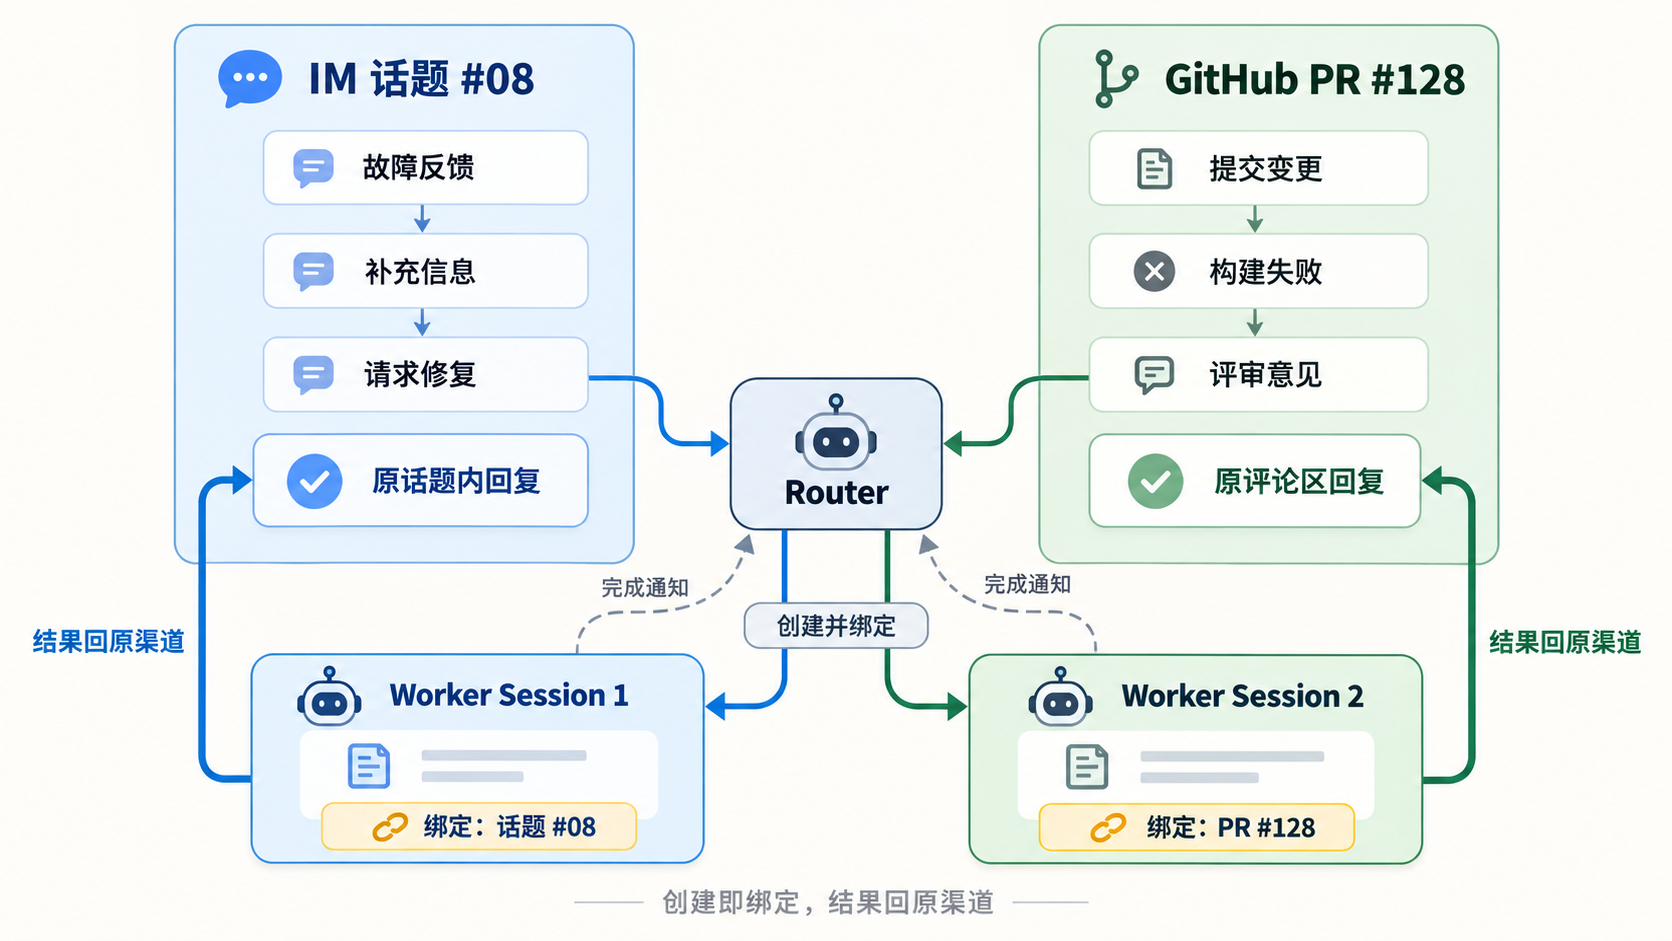 IM 话题 #08
故障反馈
补充信息
请求修复
原话题内回复
GitHub PR #128
提交变更
构建失败
评审意见
原评论区回复
Router
完成通知
完成通知
创建并绑定
结果回原渠道
结果回原渠道
Worker Session 1
绑定：话题 #08
Worker Session 2
绑定：PR #128
创建即绑定，结果回原渠道